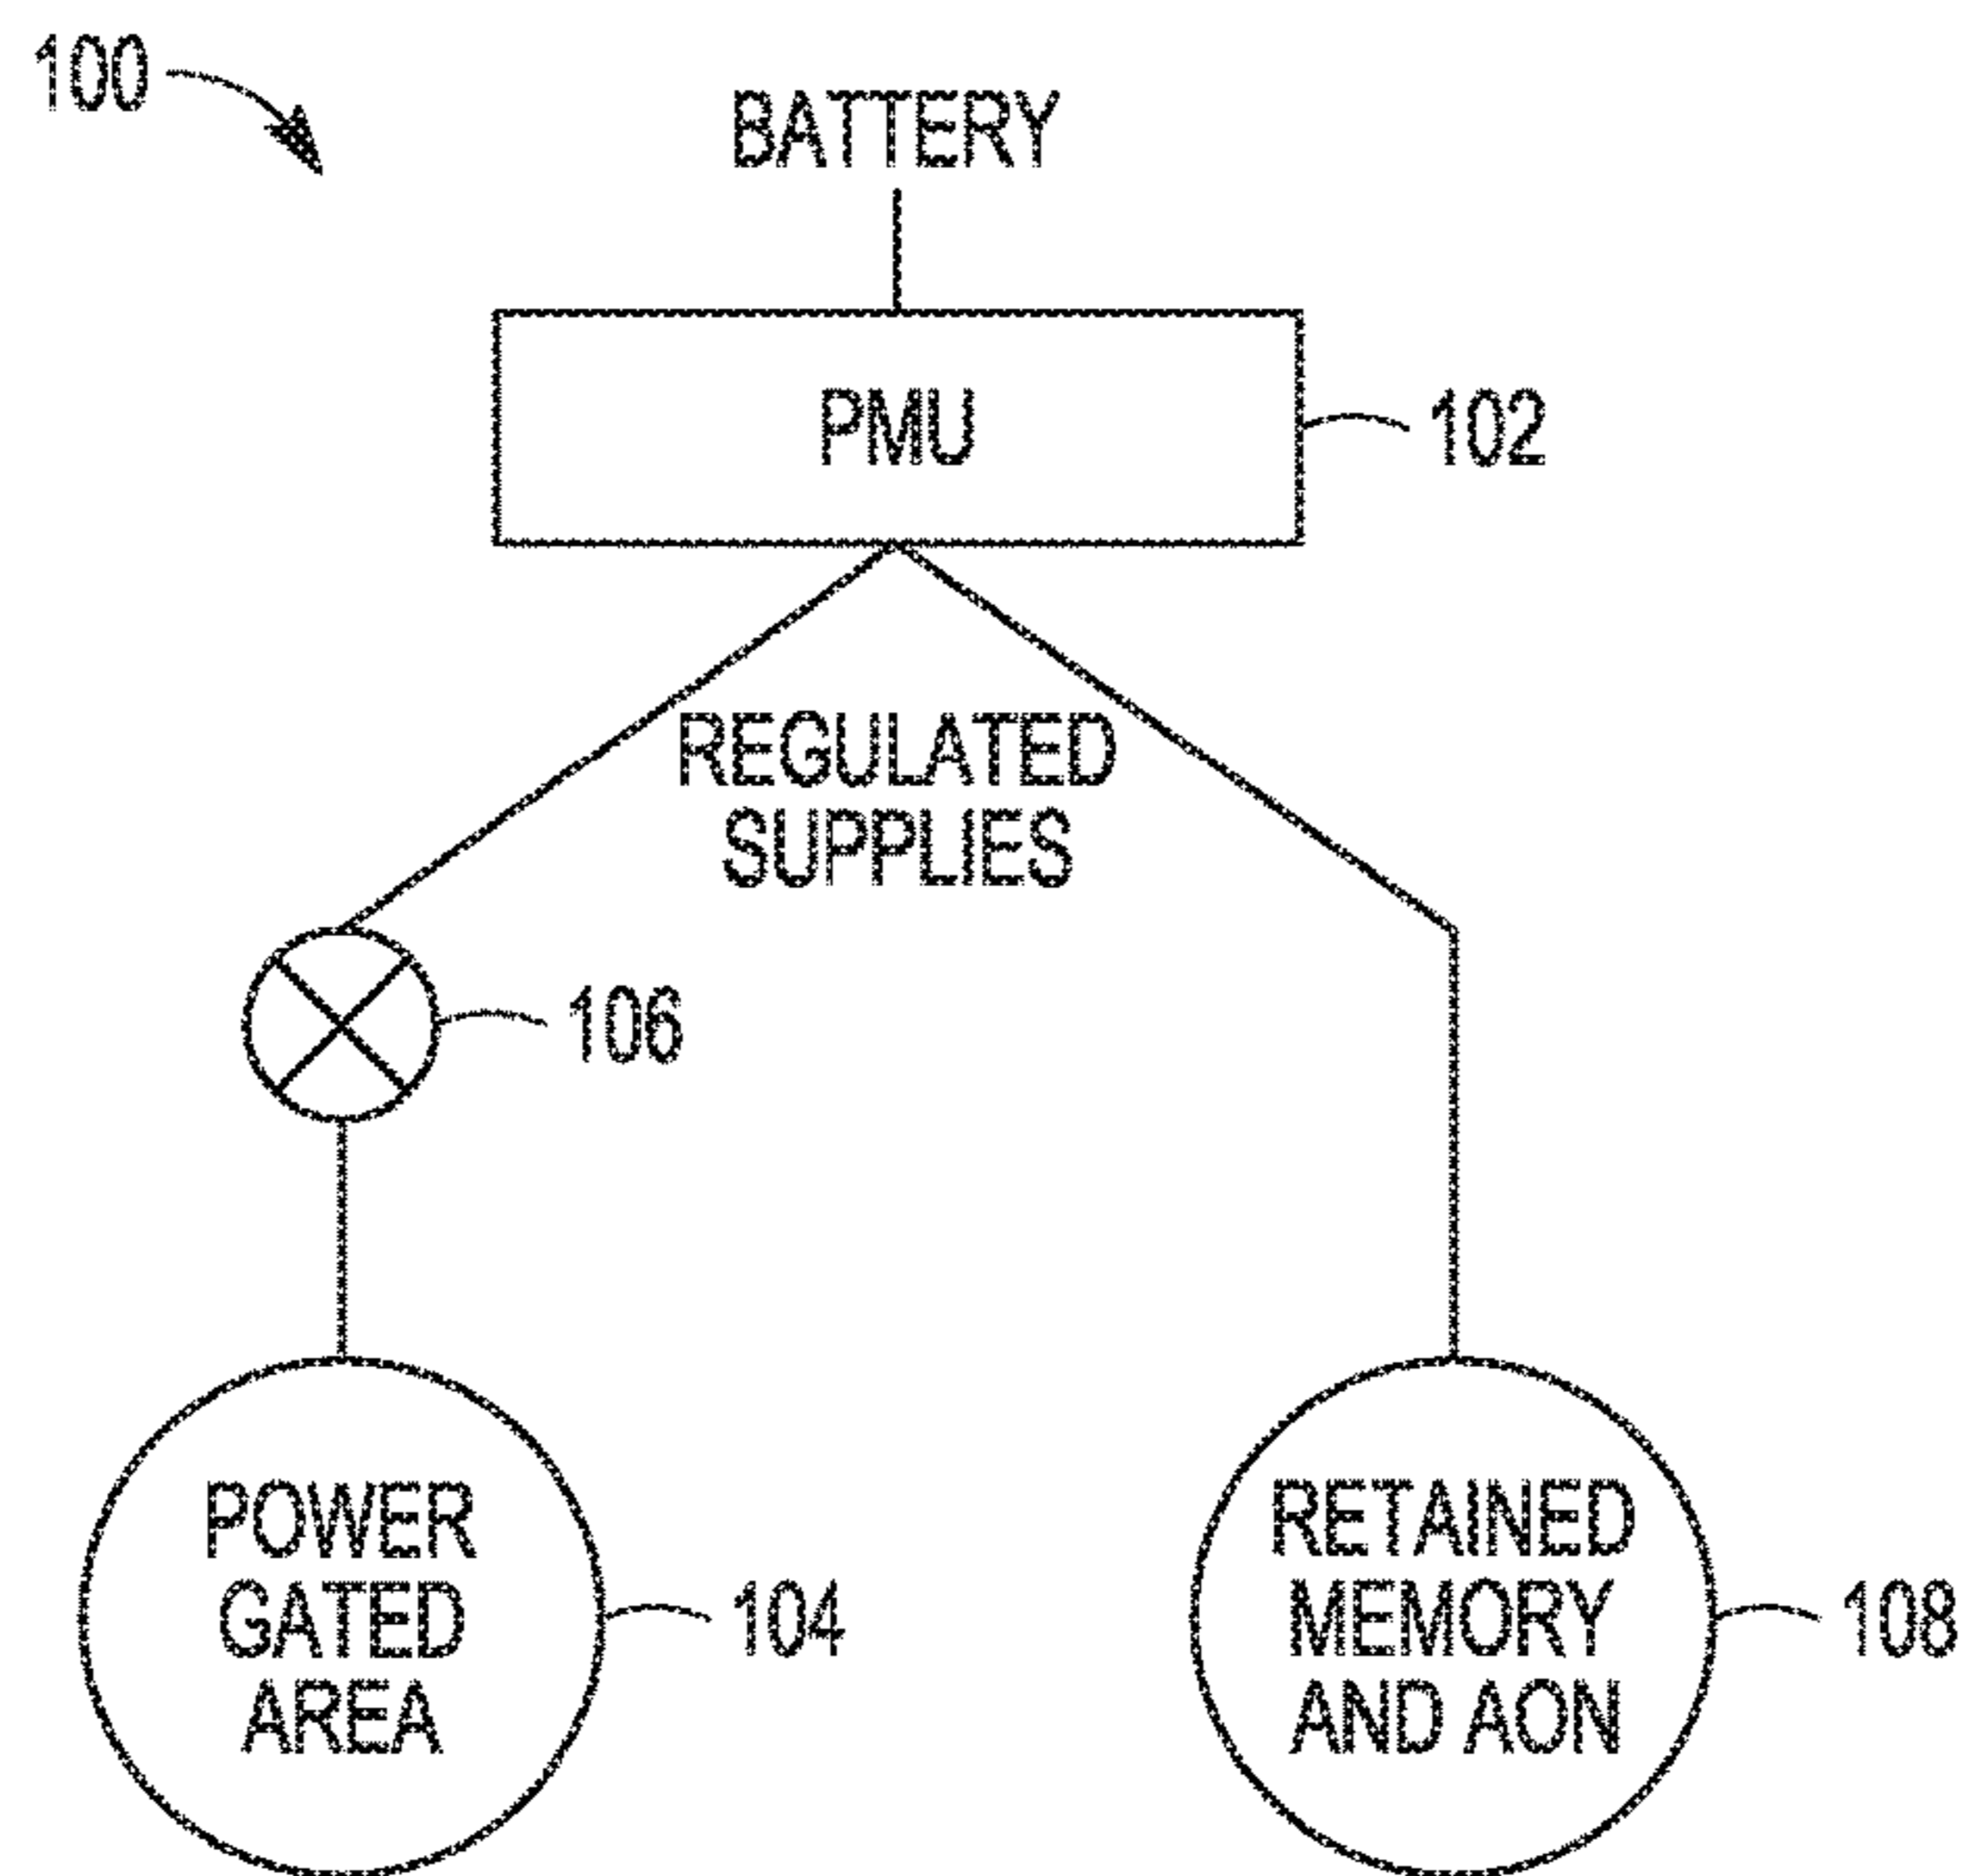 100
BATTERY
PMU
102
REGULATED
SUPPLIES
106
POWER
GATED
AREA
104
RETAINED
MEMORY
AND AON
108